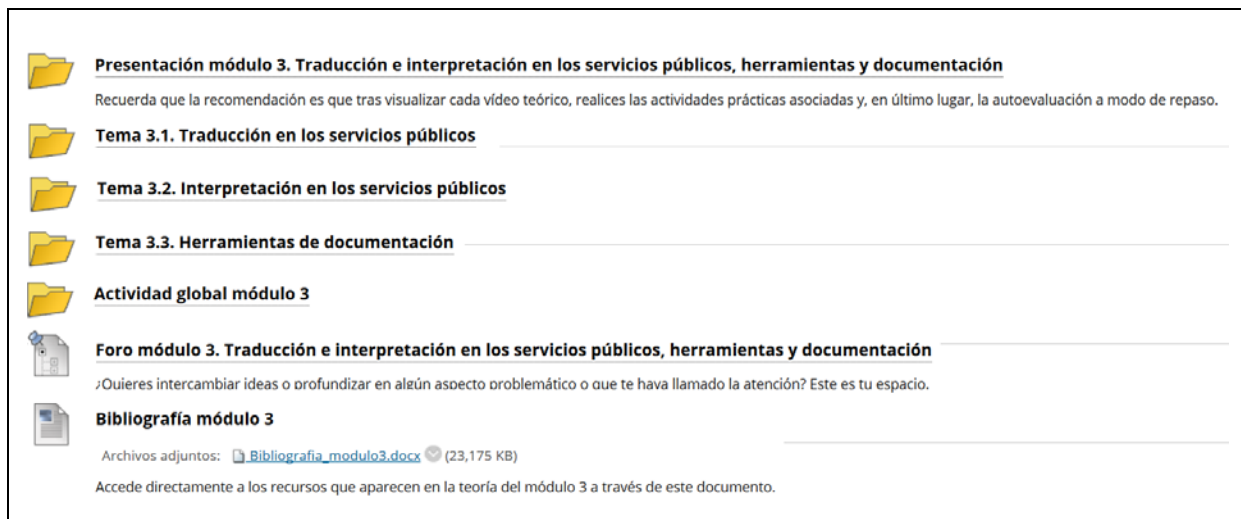 Presentación módulo 3. Traducción e interpretación en los servicios públicos, herramientas y documentación
Recuerda que la recomendación es que tras visualizar cada vídeo teórico, realices las actividades prácticas asociadas y, en último lugar, la autoevaluación a modo de repaso.
Tema 3.1. Traducción en los servicios públicos
Tema 3.2. Interpretación en los servicios públicos
Tema 3.3. Herramientas de documentación
Actividad global módulo 3
Foro módulo 3. Traducción e interpretación en los servicios públicos, herramientas y documentación
¿Quieres intercambiar ideas o profundizar en algún aspecto problemático o que te haya llamado la atención? Este es tu espacio.
Bibliografía módulo 3
Archivos adjuntos: Bibliografia_modulo3.docx (23,175 KB)
Accede directamente a los recursos que aparecen en la teoría del módulo 3 a través de este documento.